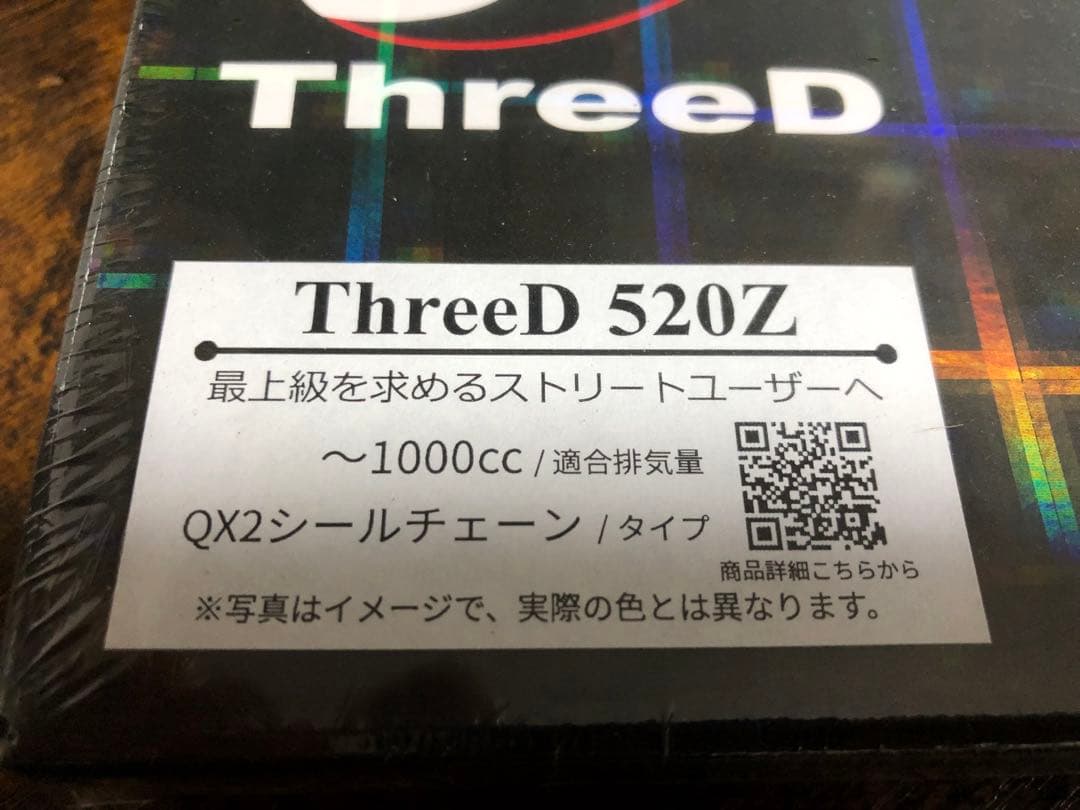 ThreeD
ThreeD 520Z
最上級を求めるストリートユーザーへ
～1000cc / 適合排気量
QX2シールチェーン / タイプ
商品詳細こちらから
※写真はイメージで、実際の色とは異なります。